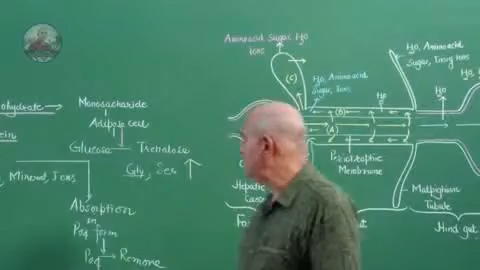 Aminoacid Sugar H2O
Ions
H2O, Aminoacid
Sugar, Ions
H2O, Aminoacid
Sugar, Inorg ions
H2O
H2O
(C)
(B)
(A)
ohydrate → Monosaccharide
Adipose cell
Glucose Trehalose
Gly, Ser
Mineral, Ions
Absorption
in
form
→ Remove
Peritrophic
Membrane
Malpighian
Tubule
Hepatic
Caeca
Hind gut